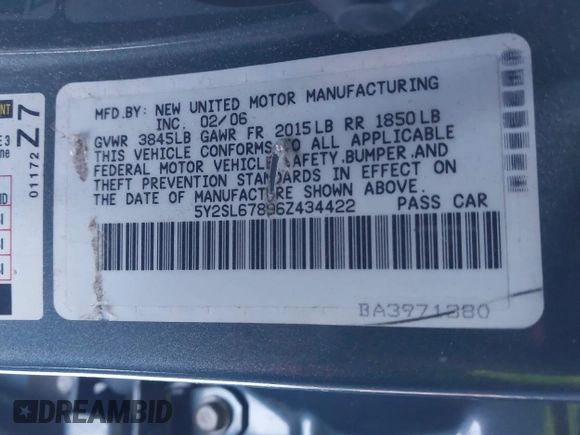 MFD.BY: NEW UNITED MOTOR MANUFACTURING
INC. 02/06
GVWR 3845LB GAWR FR 2015LB RR 1850LB
THIS VEHICLE CONFORMS TO ALL APPLICABLE
FEDERAL MOTOR VEHICLE SAFETY, BUMPER, AND
THEFT PREVENTION STANDARDS IN EFFECT ON
THE DATE OF MANUFACTURE SHOWN ABOVE.
5Y2SL67896Z434422 PASS CAR
BA3971380
01172
Z7
DREAMBID